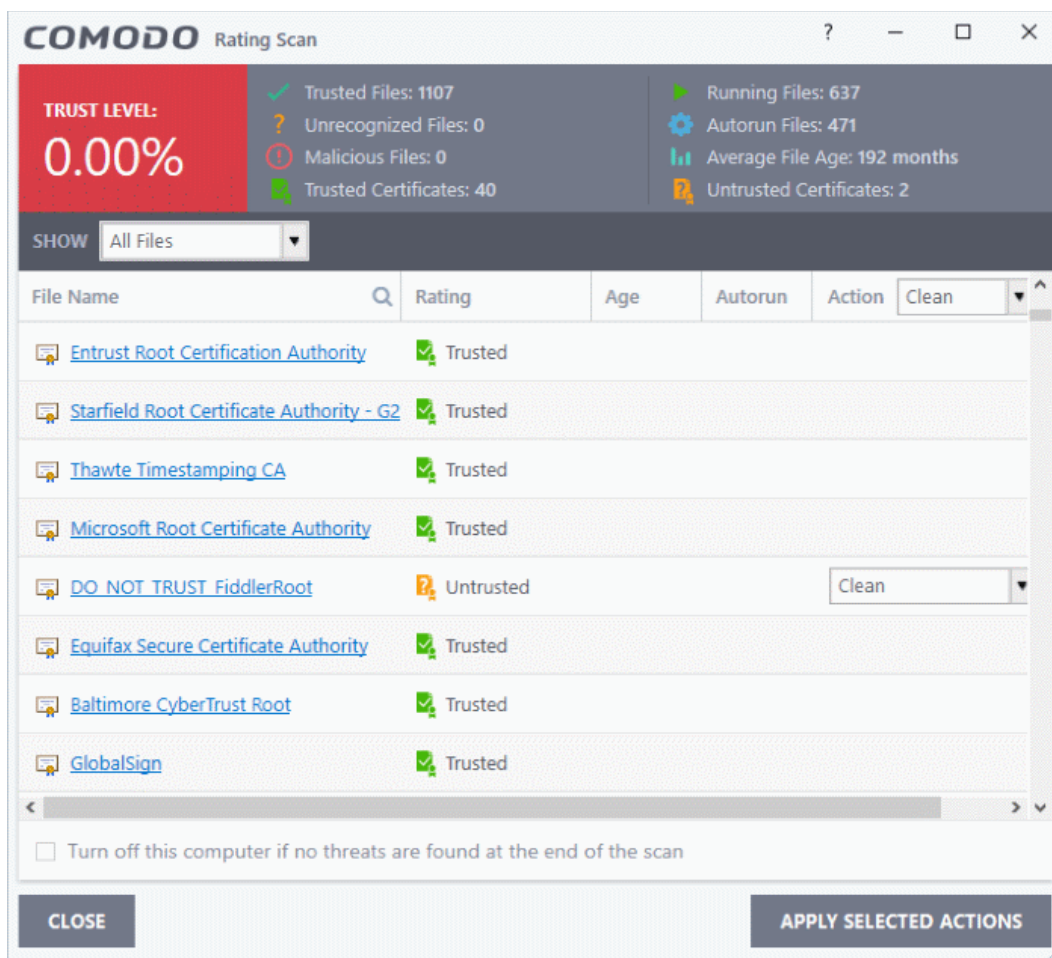 COMODO Rating Scan
?
TRUST LEVEL:
0.00%
Trusted Files: 1107
? Unrecognized Files: 0
Malicious Files: 0
Trusted Certificates: 40
Running Files: 637
Autorun Files: 471
Average File Age: 192 months
Untrusted Certificates: 2
SHOW All Files
File Name Rating Age Autorun Action Clean
Entrust Root Certification Authority Trusted
Starfield Root Certificate Authority - G2 Trusted
Thawte Timestamping CA Trusted
Microsoft Root Certificate Authority Trusted
DO NOT TRUST FiddlerRoot Untrusted Clean
Equifax Secure Certificate Authority Trusted
Baltimore CyberTrust Root Trusted
GlobalSign Trusted
Turn off this computer if no threats are found at the end of the scan
CLOSE APPLY SELECTED ACTIONS